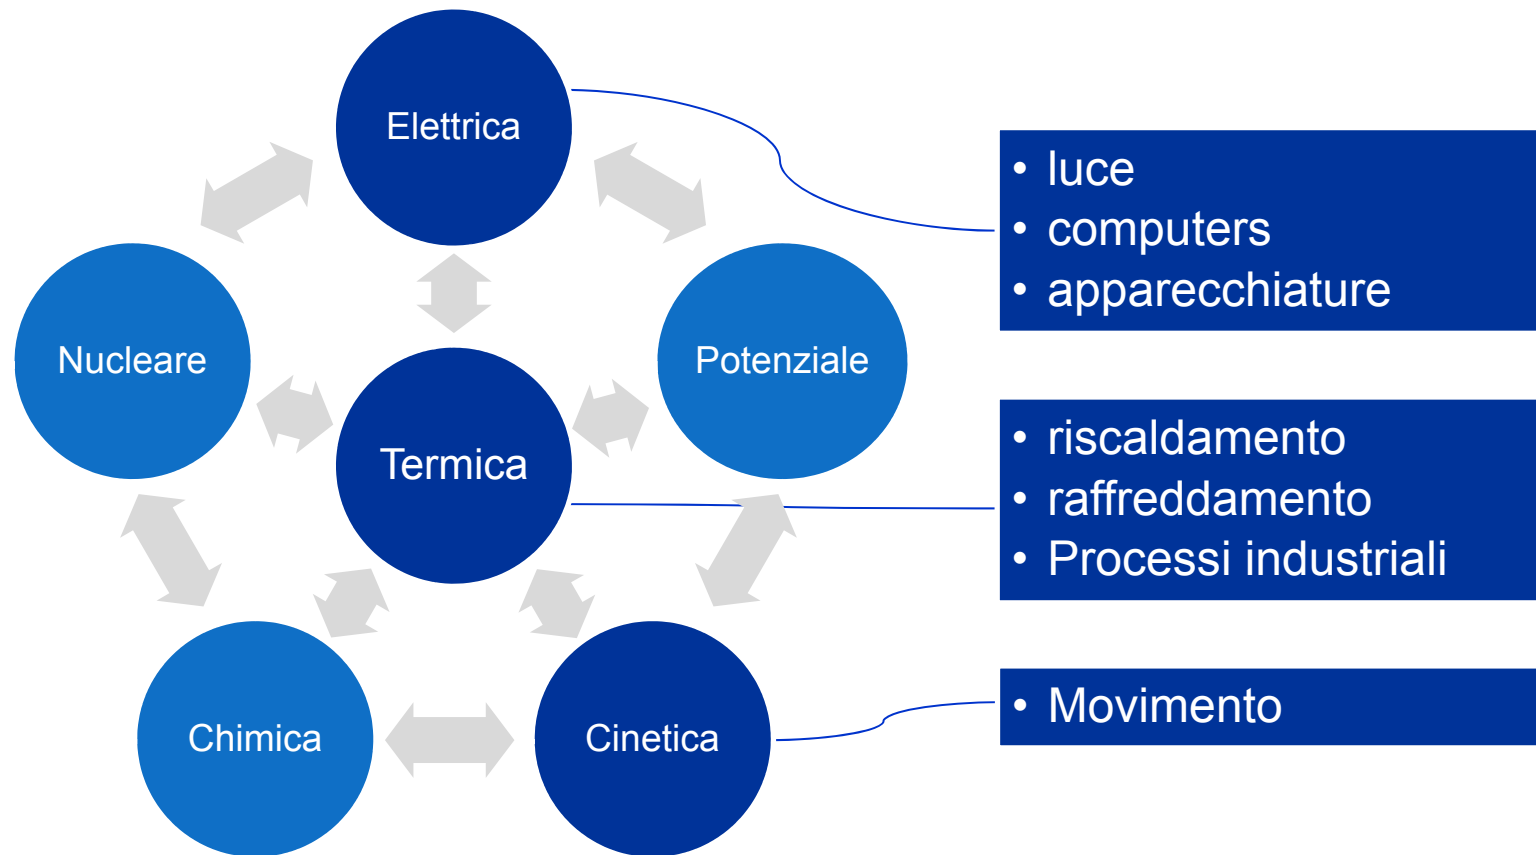 Elettrica
Nucleare
Potenziale
Termica
Chimica
Cinetica
• luce
• computers
• apparecchiature
• riscaldamento
• raffreddamento
• Processi industriali
• Movimento